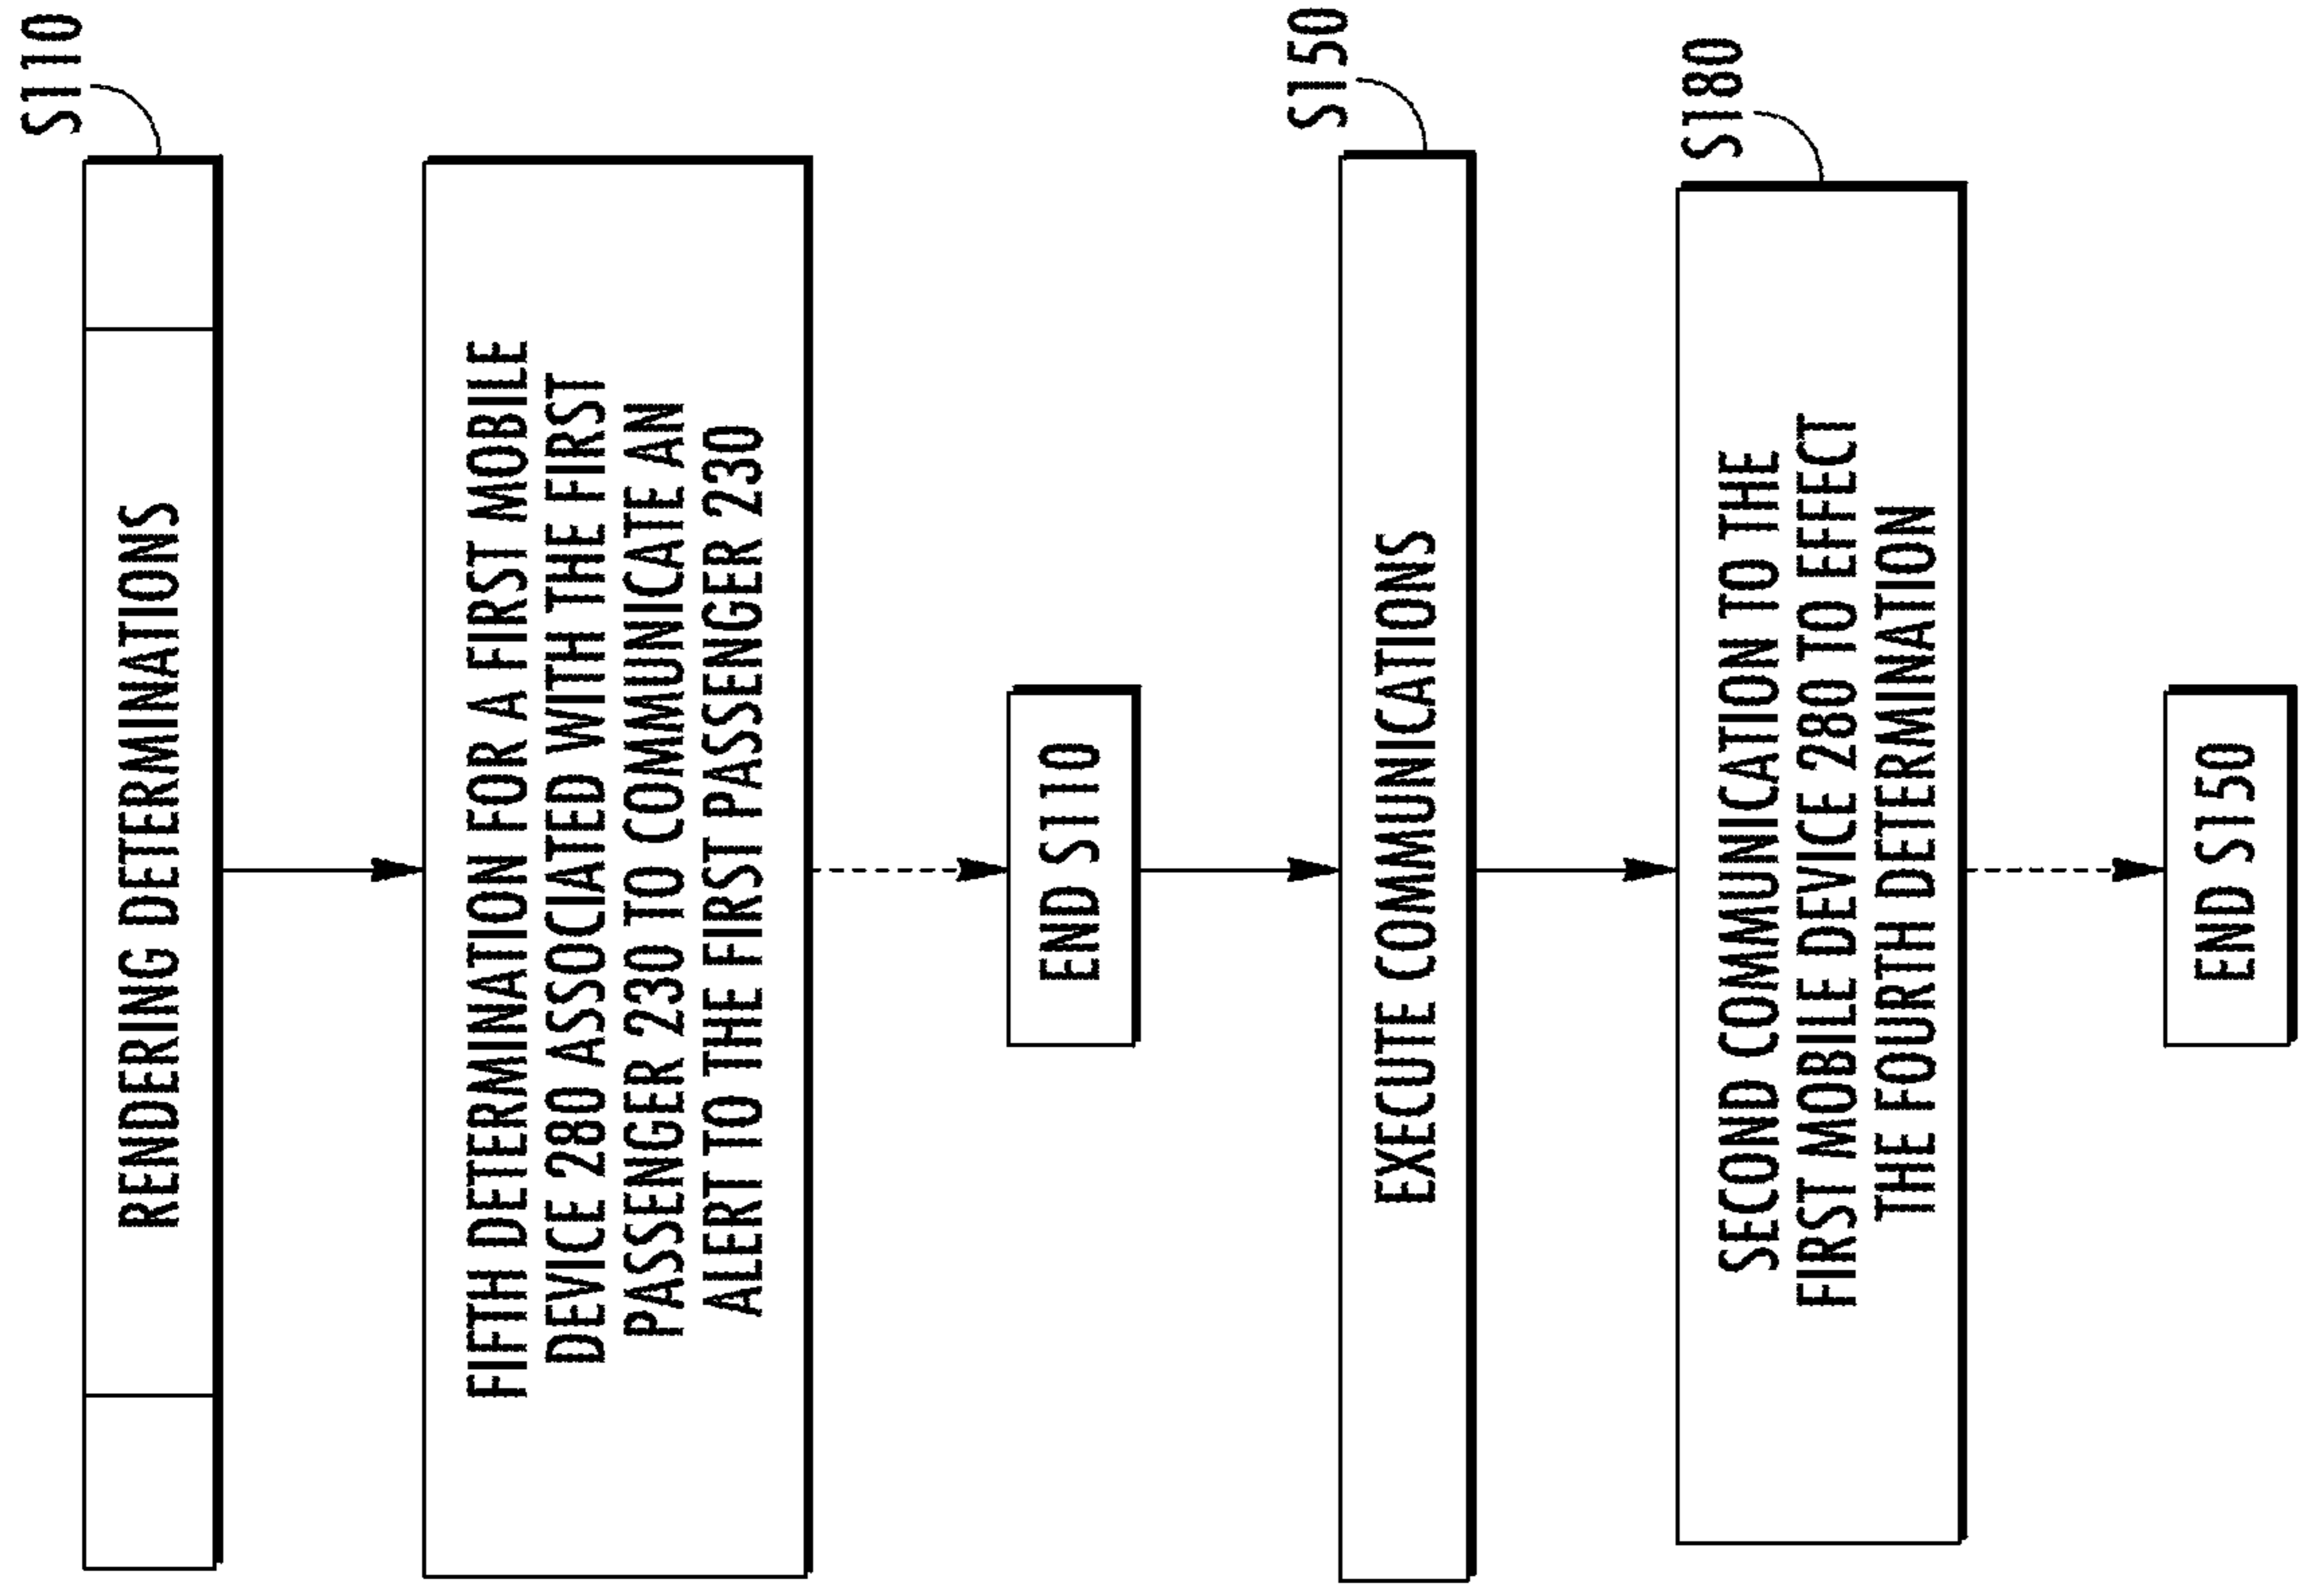 S110
RENDERING DETERMINATIONS
FIFTH DETERMINATION FOR A FIRST MOBILE
DEVICE 280 ASSOCIATED WITH THE FIRST
PASSENGER 230 TO COMMUNICATE AN
ALERT TO THE FIRST PASSENGER 230
END S110
S150
EXECUTE COMMUNICATIONS
S180
SECOND COMMUNICATION TO THE
FIRST MOBILE DEVICE 280 TO EFFECT
THE FOURTH DETERMINATION
END S150